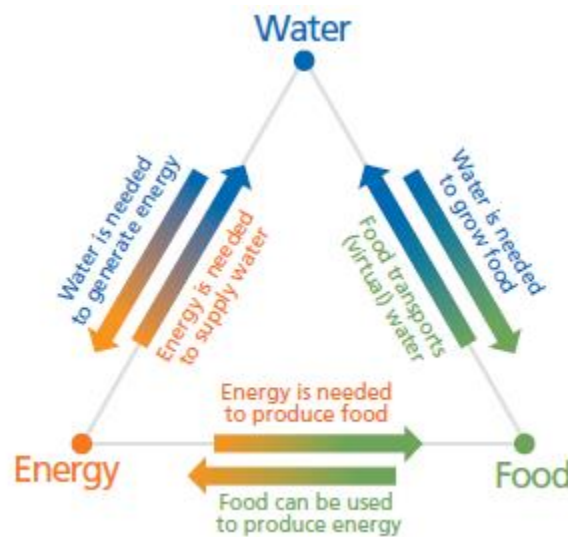 Water
Water is needed
to generate energy
Energy is needed
to supply water
Food transports
(virtual) water
Water is needed
to grow food
Energy is needed
to produce food
Energy
Food
Food can be used
to produce energy